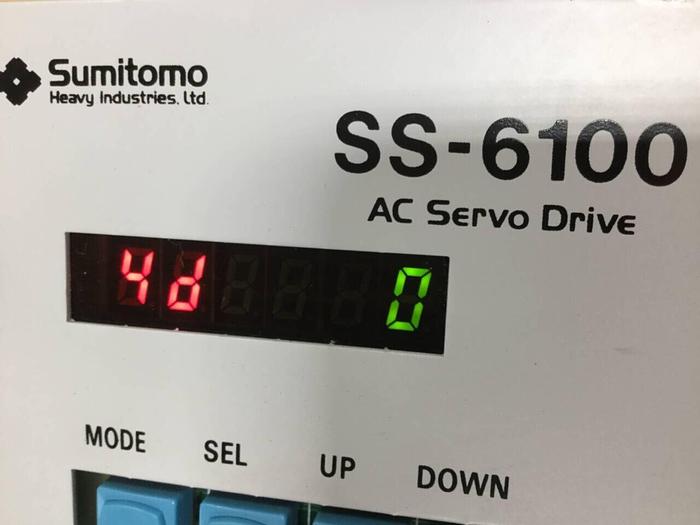 Sumitomo
Heavy Industries, Ltd.
SS-6100
AC Servo Drive
4d 0
MODE SEL UP DOWN